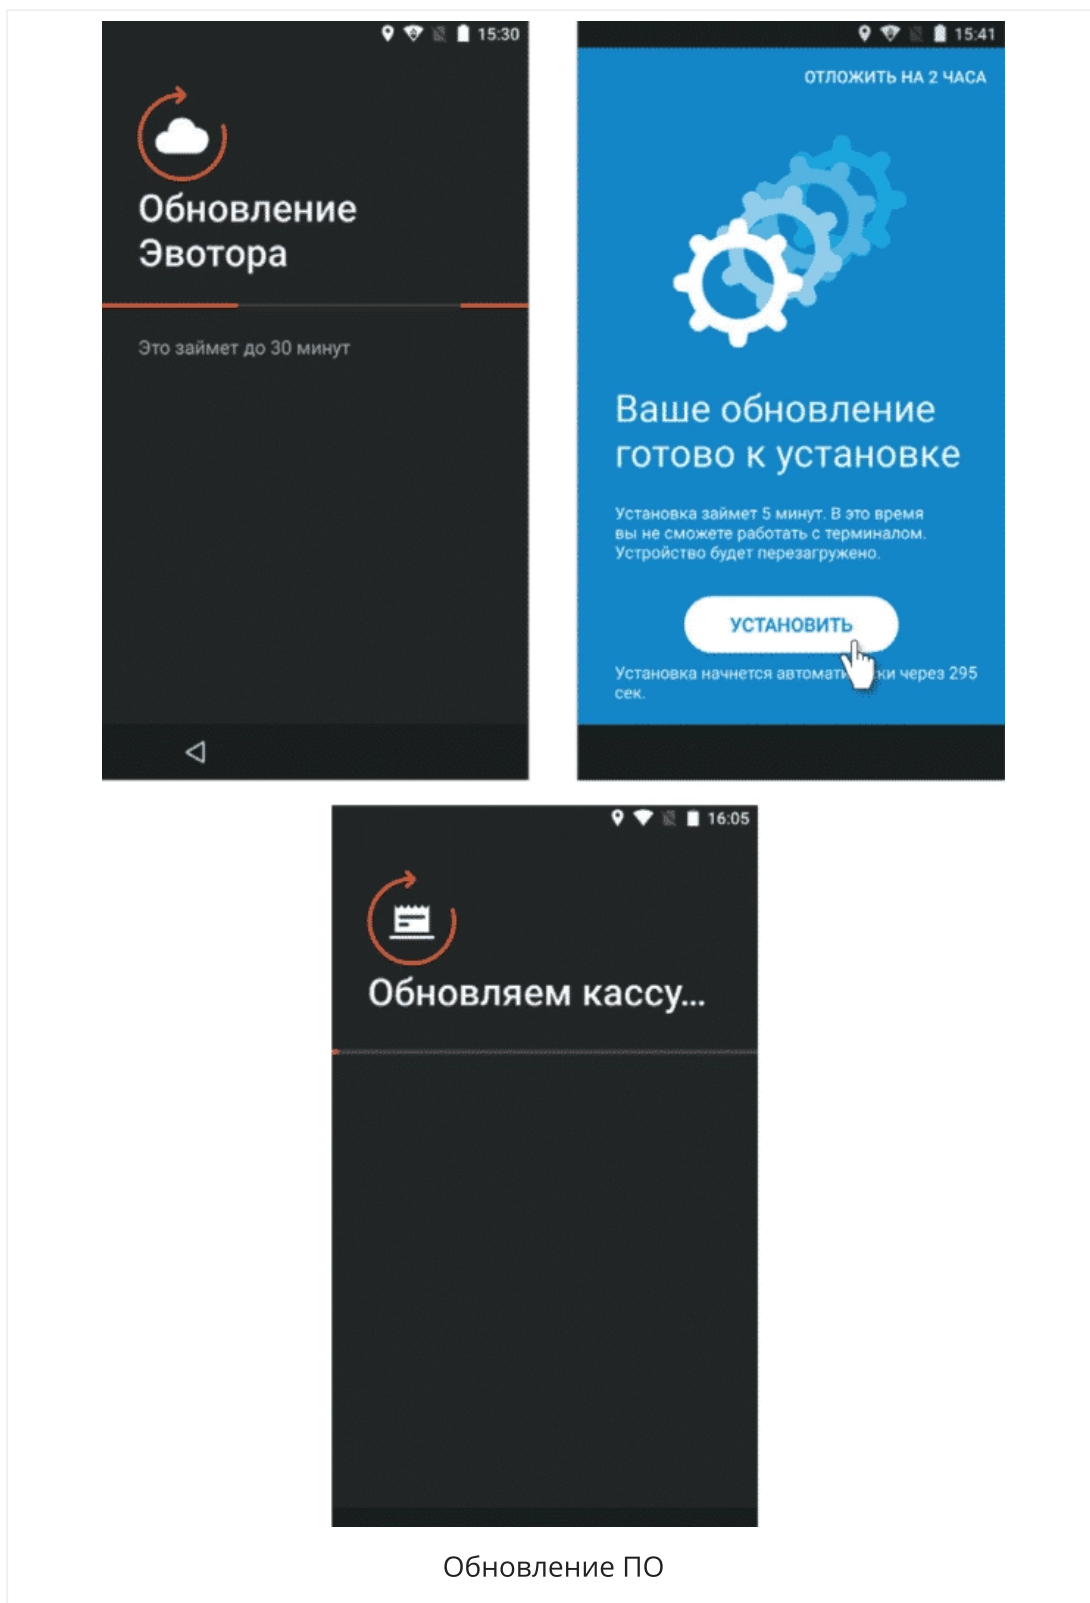 15:30
Обновление
Эвотора
Это займет до 30 минут
15:41
ОТЛОЖИТЬ НА 2 ЧАСА
Ваше обновление
готово к установке
Установка займет 5 минут. В это время
вы не сможете работать с терминалом.
Устройство будет перезагружено.
УСТАНОВИТЬ
Установка начнется автоматически через 295
сек.
16:05
Обновляем кассу...
Обновление ПО